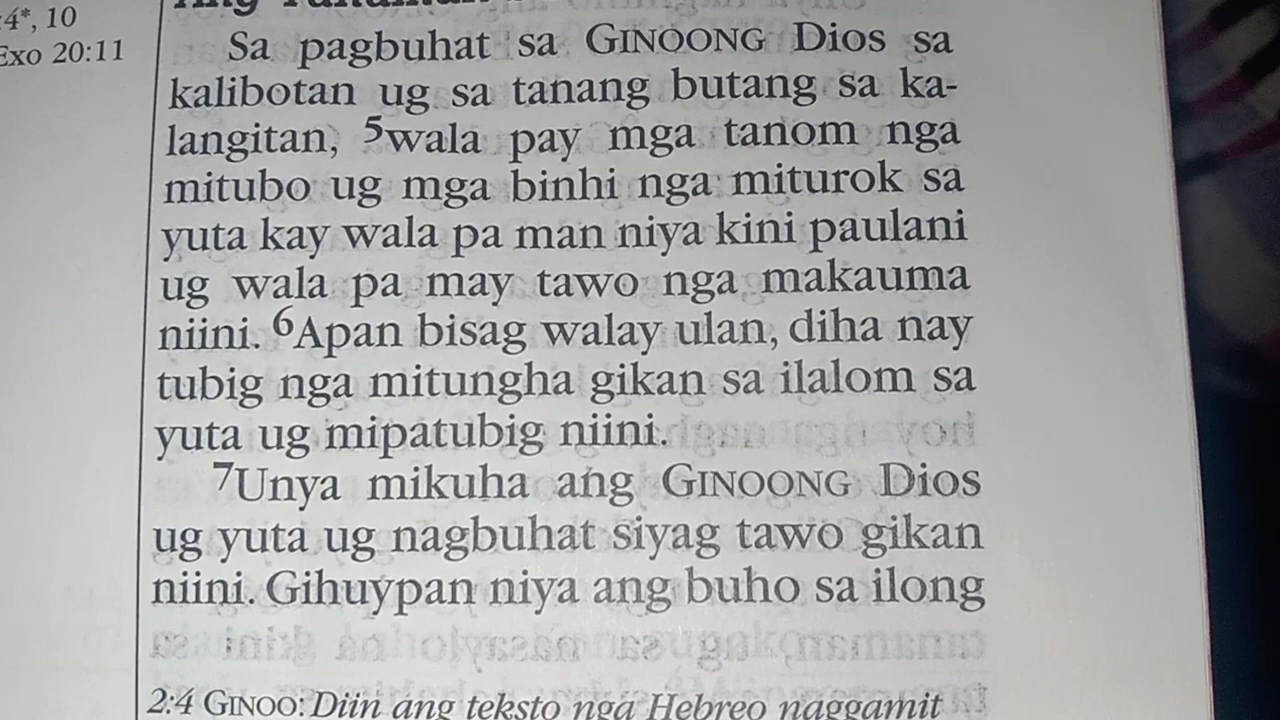 4*, 10
Exo 20:11
Sa pagbuhat sa GINOONG Dios sa
kalibotan ug sa tanang butang sa ka-
langitan, 5wala pay mga tanom nga
mitubo ug mga binhi nga miturok sa
yuta kay wala pa man niya kini paulani
ug wala pa may tawo nga makauma
niini. 6Apan bisag walay ulan, diha nay
tubig nga mitungha gikan sa ilalom sa
yuta ug mipatubig niini.
7Unya mikuha ang GINOONG Dios
ug yuta ug nagbuhat siyag tawo gikan
niini. Gihuypan niya ang buho sa ilong
2:4 GINOO: Diin ang teksto nga Hebreo naggamit